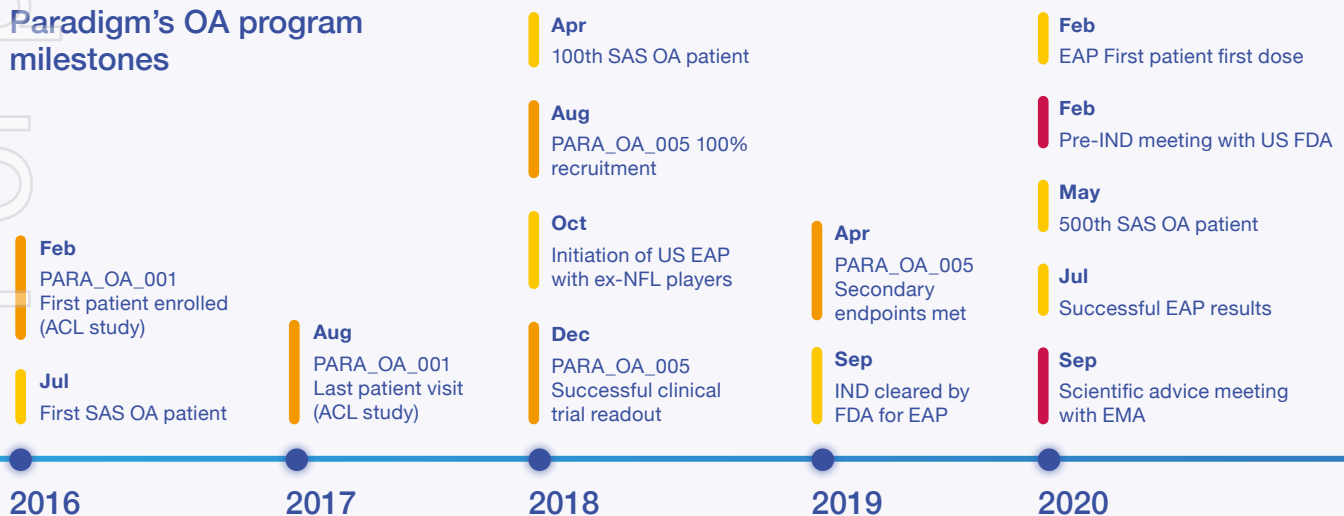 Paradigm's OA program
milestones
Feb
PARA_OA_001
First patient enrolled
(ACL study)
Jul
First SAS OA patient
2016
Aug
PARA_OA_001
Last patient visit
(ACL study)
2017
Apr
100th SAS OA patient
Aug
PARA_OA_005 100%
recruitment
Oct
Initiation of US EAP
with ex-NFL players
Dec
PARA_OA_005
Successful clinical
trial readout
2018
Apr
PARA_OA_005
Secondary
endpoints met
Sep
IND cleared by
FDA for EAP
2019
Feb
EAP First patient first dose
Feb
Pre-IND meeting with US FDA
May
500th SAS OA patient
Jul
Successful EAP results
Sep
Scientific advice meeting
with EMA
2020